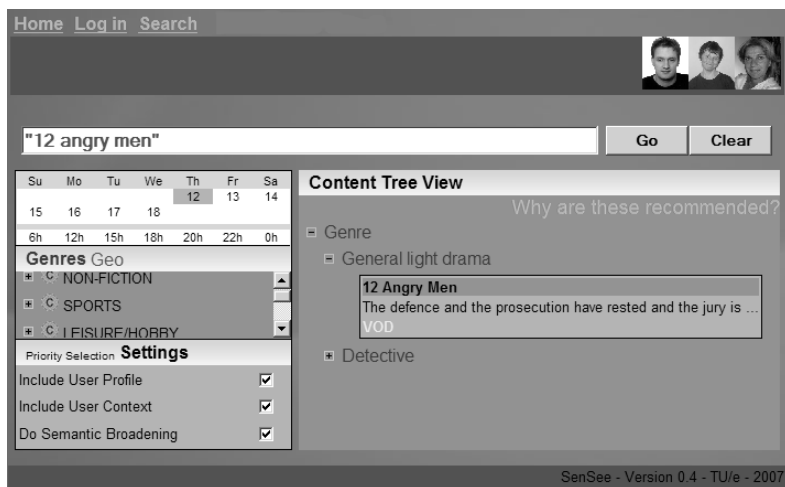 Home Log in Search
"12 angry men" Go Clear
Su Mo Tu We Th Fr Sa
12 13 14
15 16 17 18
6h 12h 15h 18h 20h 22h 0h
Genres Geo
C NON-FICTION
C SPORTS
C LEISURE/HOBBY
Priority Selection Settings
Include User Profile
Include User Context
Do Semantic Broadening
Content Tree View
Why are these recommended?
Genre
General light drama
12 Angry Men
The defence and the prosecution have rested and the jury is ...
VOD
Detective
SenSee - Version 0.4 - TU/e - 2007